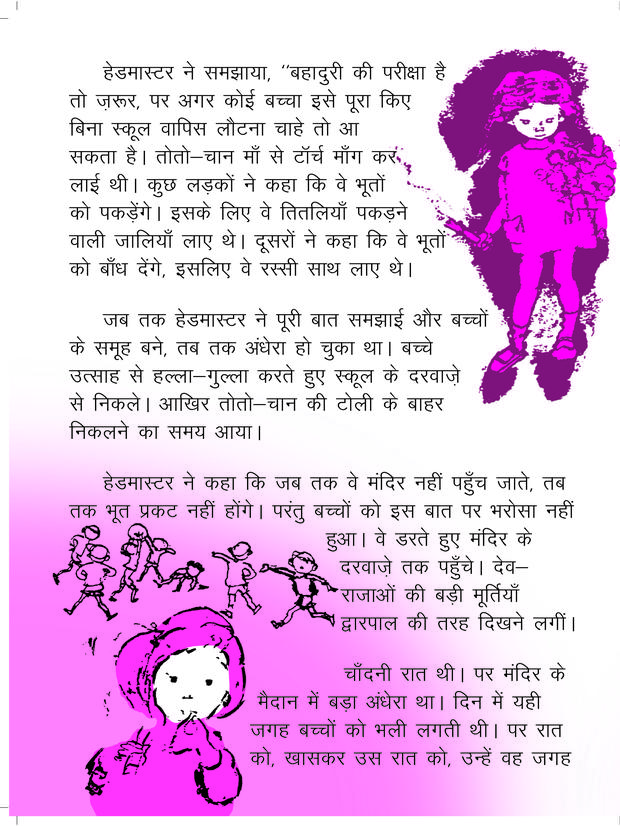 हेडमास्टर ने समझाया, “बहादुरी की परीक्षा है
तो ज़रूर, पर अगर कोई बच्चा इसे पूरा किए
बिना स्कूल वापिस लौटना चाहे तो आ
सकता है। तोतो–चान माँ से टॉर्च माँग कर
लाई थी। कुछ लड़कों ने कहा कि वे भूतों
को पकड़ेंगे। इसके लिए वे तितलियाँ पकड़ने
वाली जालियाँ लाए थे। दूसरों ने कहा कि वे भूतों
को बाँध देंगे, इसलिए वे रस्सी साथ लाए थे।
जब तक हेडमास्टर ने पूरी बात समझाई और बच्चों
के समूह बने, तब तक अंधेरा हो चुका था। बच्चे
उत्साह से हल्ला–गुल्ला करते हुए स्कूल के दरवाज़े
से निकले। आखिर तोतो–चान की टोली के बाहर
निकलने का समय आया।
हेडमास्टर ने कहा कि जब तक वे मंदिर नहीं पहुँच जाते, तब
तक भूत प्रकट नहीं होंगे। परंतु बच्चों को इस बात पर भरोसा नहीं
हुआ। वे डरते हुए मंदिर के
दरवाज़े तक पहुँचे। देव–
राजाओं की बड़ी मूर्तियाँ
द्वारपाल की तरह दिखने लगीं।
चाँदनी रात थी। पर मंदिर के
मैदान में बड़ा अंधेरा था। दिन में यही
जगह बच्चों को भली लगती थी। पर रात
को, खासकर उस रात को, उन्हें वह जगह